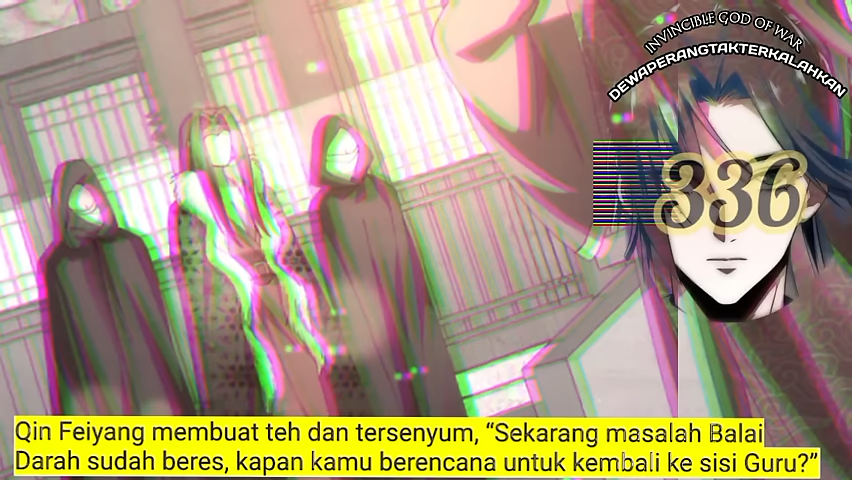 INVINCIBLE GOD OF WAR
DEWAPERANGTAKTERKALAHKAN
336
Qin Feiyang membuat teh dan tersenyum, “Sekarang masalah Balai
Darah sudah beres, kapan kamu berencana untuk kembali ke sisi Guru?”